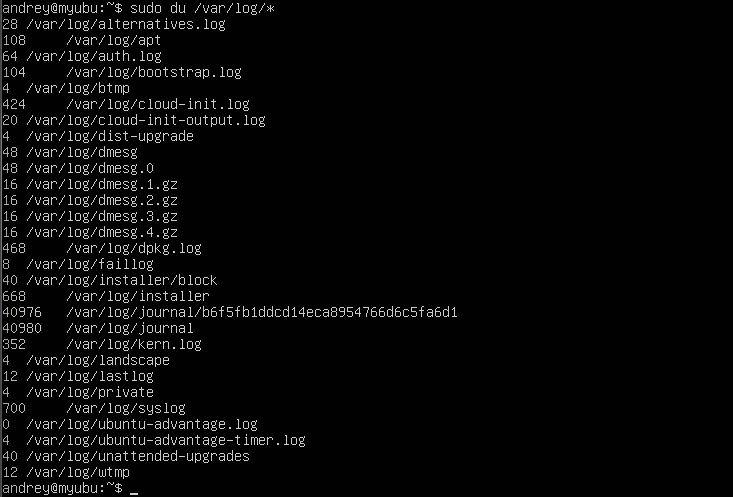 andrey@myubu:~$ sudo du /var/log/*
28 /var/log/alternatives.log
108 /var/log/apt
64 /var/log/auth.log
104 /var/log/bootstrap.log
4 /var/log/btmp
424 /var/log/cloud-init.log
20 /var/log/cloud-init-output.log
4 /var/log/dist-upgrade
48 /var/log/dmesg
48 /var/log/dmesg.0
16 /var/log/dmesg.1.gz
16 /var/log/dmesg.2.gz
16 /var/log/dmesg.3.gz
16 /var/log/dmesg.4.gz
468 /var/log/dpkg.log
8 /var/log/faillog
40 /var/log/installer/block
668 /var/log/installer
40976 /var/log/journal/b6f5fb1ddcd14eca8954766d6c5fa6d1
40980 /var/log/journal
352 /var/log/kern.log
4 /var/log/landscape
12 /var/log/lastlog
4 /var/log/private
700 /var/log/syslog
0 /var/log/ubuntu-advantage.log
4 /var/log/ubuntu-advantage-timer.log
40 /var/log/unattended-upgrades
12 /var/log/wtmp
andrey@myubu:~$ _